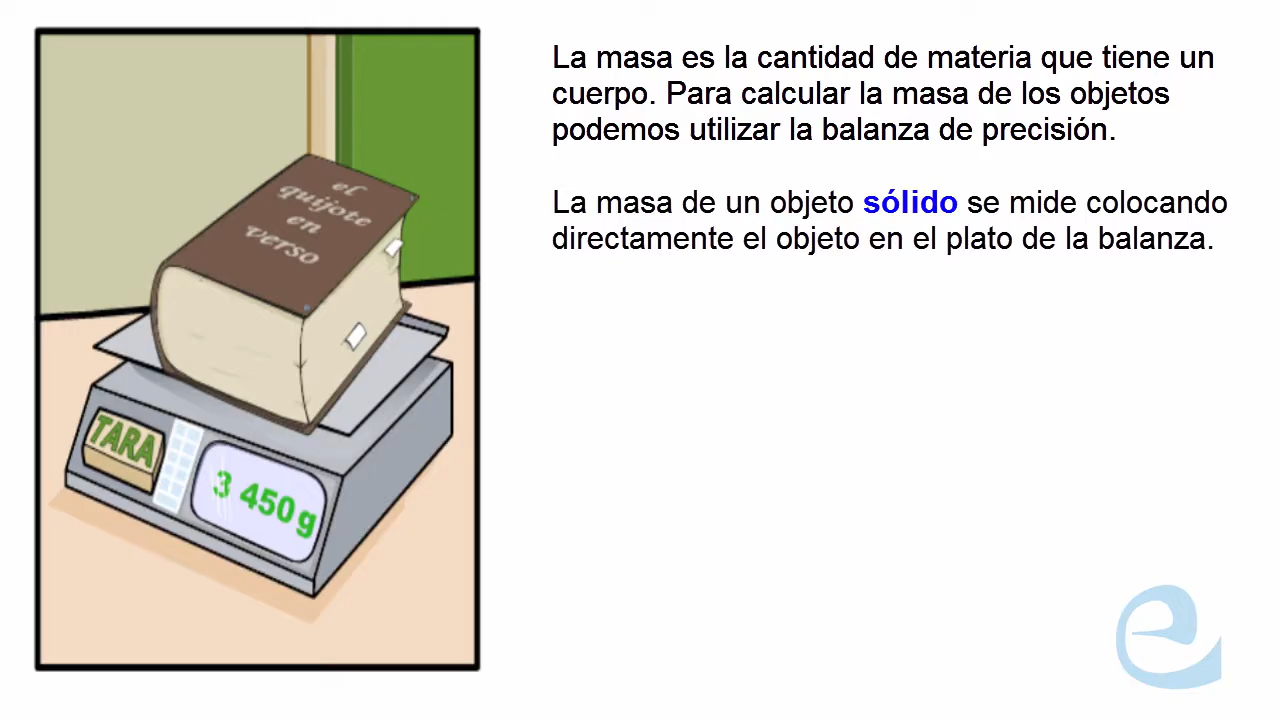 el
quijote
en
verso
TARA
3 450 g
La masa es la cantidad de materia que tiene un
cuerpo. Para calcular la masa de los objetos
podemos utilizar la balanza de precisión.
La masa de un objeto sólido se mide colocando
directamente el objeto en el plato de la balanza.
e